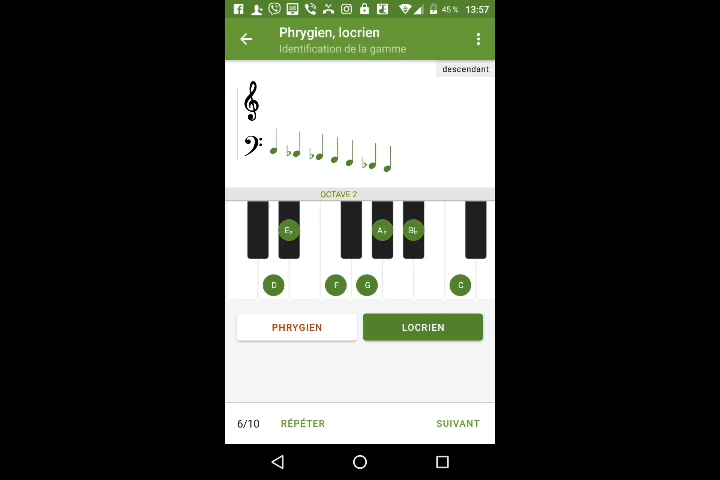 45 % 13:57
Phrygien, locrien
Identification de la gamme
descendant
OCTAVE 2
E♭ A♭ B♭
D F G C
PHRYGIEN LOCRIEN
6/10 RÉPÉTER SUIVANT